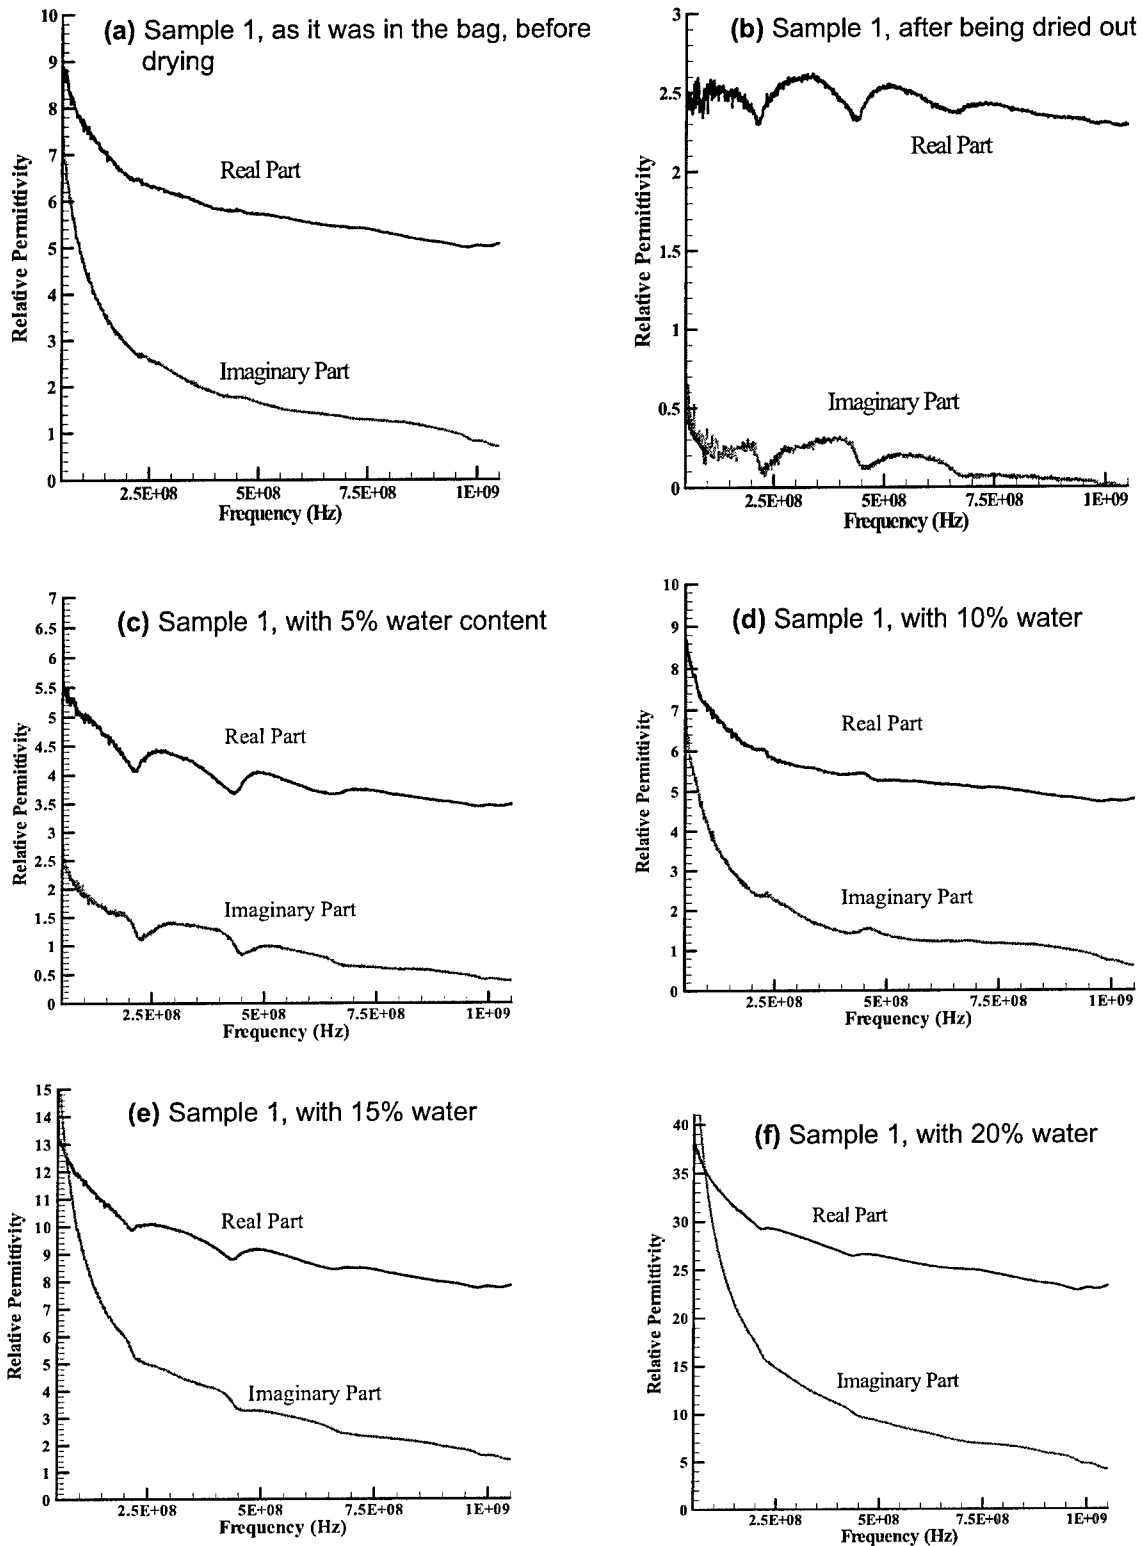 (a) Sample 1, as it was in the bag, before
drying
10
9
8
7
6
5
4
3
2
1
0
Relative Permittivity
Real Part
Imaginary Part
2.5E+08 5E+08 7.5E+08 1E+09
Frequency (Hz)
(b) Sample 1, after being dried out
3
2.5
2
1.5
1
0.5
0
Relative Permittivity
Real Part
Imaginary Part
2.5E+08 5E+08 7.5E+08 1E+09
Frequency (Hz)
(c) Sample 1, with 5% water content
7
6.5
6
5.5
5
4.5
4
3.5
3
2.5
2
1.5
1
0.5
0
Relative Permittivity
Real Part
Imaginary Part
2.5E+08 5E+08 7.5E+08 1E+09
Frequency (Hz)
(d) Sample 1, with 10% water
10
9
8
7
6
5
4
3
2
1
0
Relative Permittivity
Real Part
Imaginary Part
2.5E+08 5E+08 7.5E+08 1E+09
Frequency (Hz)
(e) Sample 1, with 15% water
15
14
13
12
11
10
9
8
7
6
5
4
3
2
1
0
Relative Permittivity
Real Part
Imaginary Part
2.5E+08 5E+08 7.5E+08 1E+09
Frequency (Hz)
(f) Sample 1, with 20% water
40
35
30
25
20
15
10
5
0
Relative Permittivity
Real Part
Imaginary Part
2.5E+08 5E+08 7.5E+08 1E+09
Frequency (Hz)